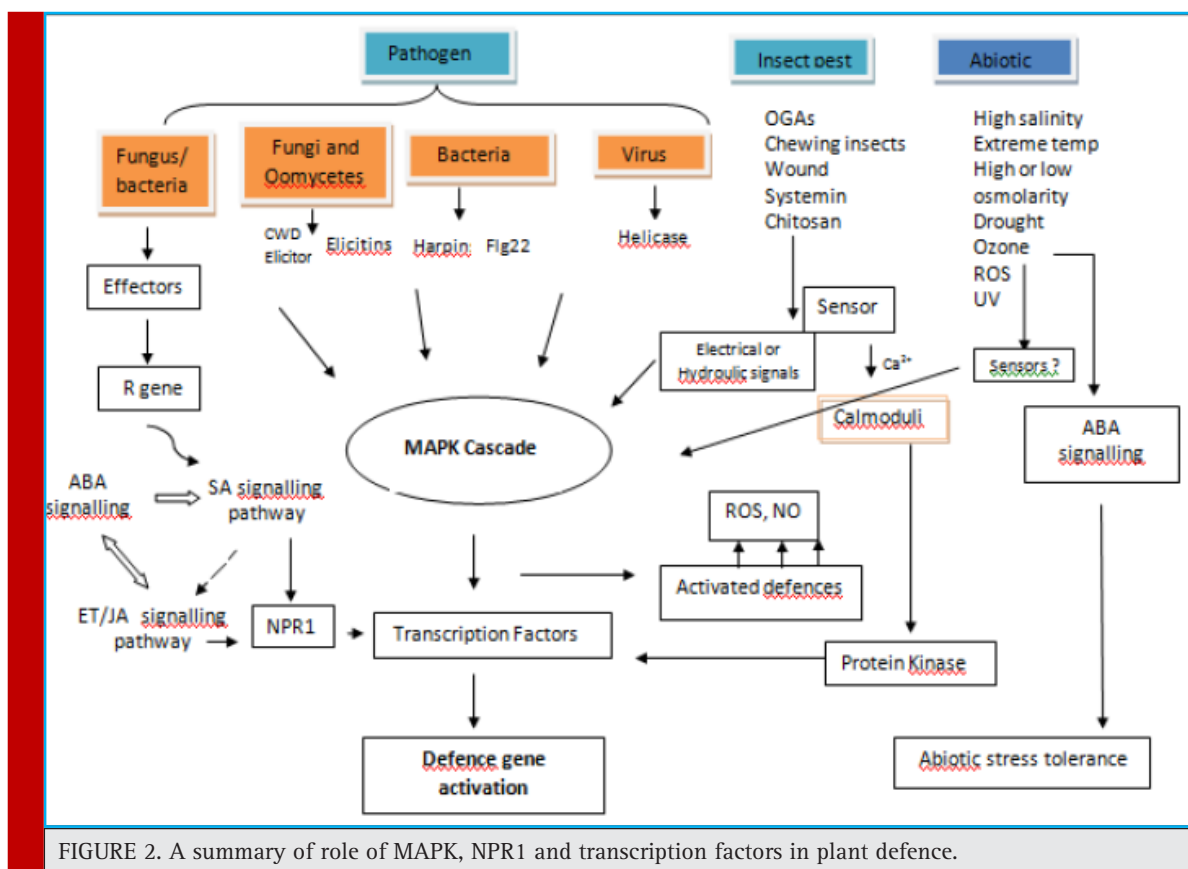 Pathogen
Insect pest
Abiotic
Fungus/
bacteria
Fungi and
Oomycetes
Bacteria
Virus
OGAs
Chewing insects
Wound
Systemin
Chitosan
High salinity
Extreme temp
High or low
osmolarity
Drought
Ozone
ROS
UV
CWD
Elicitor
Elicitins
Harpin
Flg22
Helicase
Effectors
Sensor
Electrical or
Hydroulic signals
Ca²⁺
Sensors ?
R gene
Calmoduli
MAPK Cascade
ABA
signalling
ABA
signalling
SA signalling
pathway
ROS, NO
Activated defences
ET/JA signalling
pathway
NPR1
Transcription Factors
Protein Kinase
Defence gene
activation
Abiotic stress tolerance
FIGURE 2. A summary of role of MAPK, NPR1 and transcription factors in plant defence.